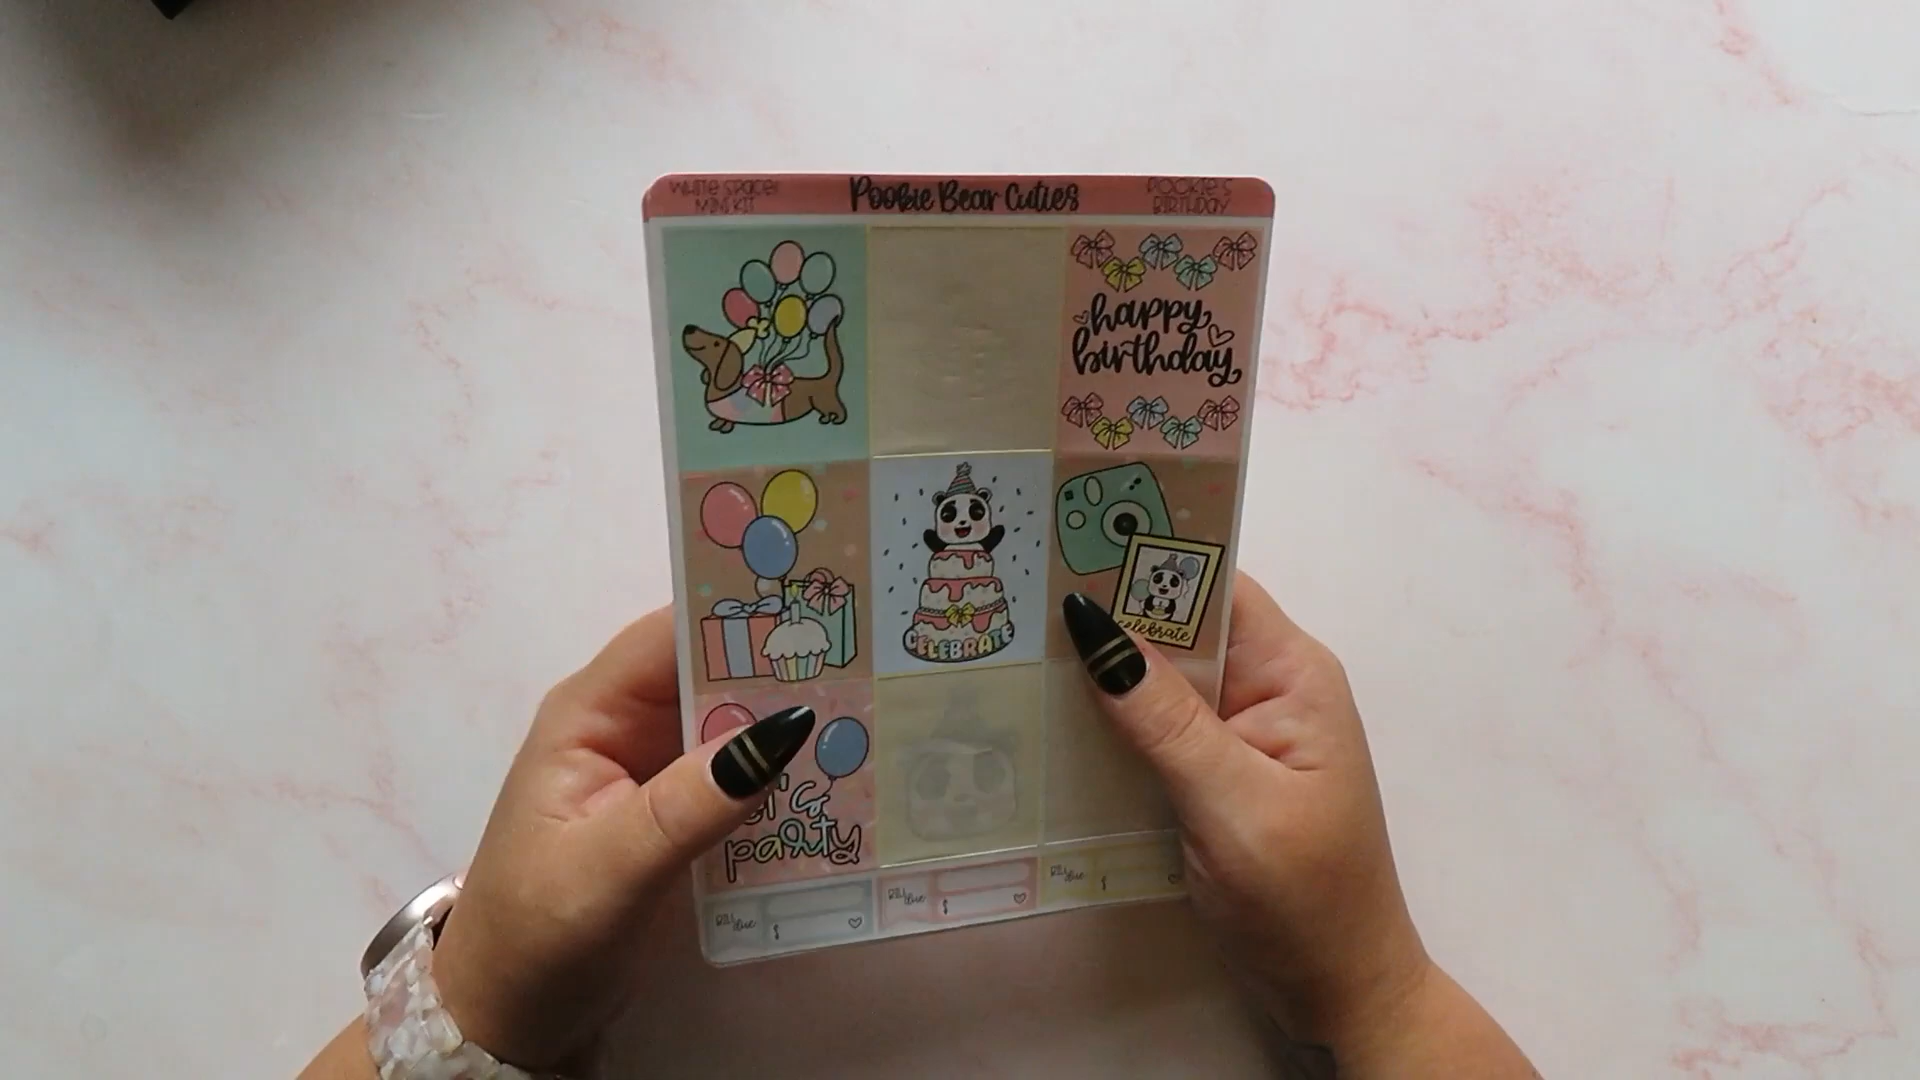 WHITE SPACE
MINI KIT
Pookie Bear Cuties
POOKIE'S
BIRTHDAY
happy
birthday
CELEBRATE
celebrate
party
Bill Due $
Bill Due $
Bill Due $